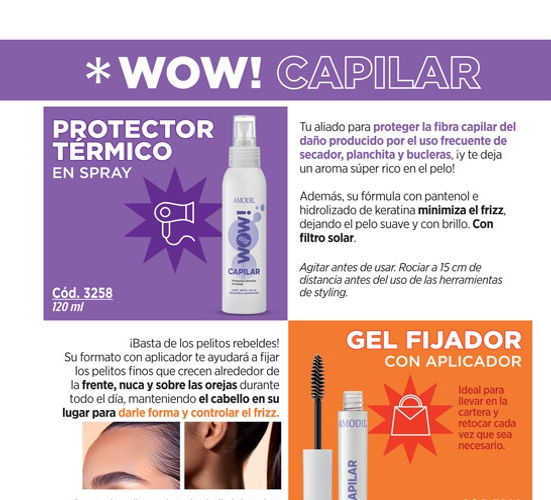 * WOW! CAPILAR
PROTECTOR
TÉRMICO
EN SPRAY
AMODIL
WOW!
CAPILAR
Cód. 3258
120 ml
Tu aliado para proteger la fibra capilar del
daño producido por el uso frecuente de
secador, planchita y bucleras, ¡y te deja
un aroma súper rico en el pelo!
Además, su fórmula con pantenol e
hidrolizado de keratina minimiza el frizz,
dejando el pelo suave y con brillo. Con
filtro solar.
Agitar antes de usar. Rociar a 15 cm de
distancia antes del uso de las herramientas
de styling.
¡Basta de los pelitos rebeldes!
Su formato con aplicador te ayudará a fijar
los pelitos finos que crecen alrededor de
la frente, nuca y sobre las orejas durante
todo el día, manteniendo el cabello en su
lugar para darle forma y controlar el frizz.
GEL FIJADOR
CON APLICADOR
AMODIL
CAPILAR
Ideal para
llevar en la
cartera y
retocar cada
vez que sea
necesario.